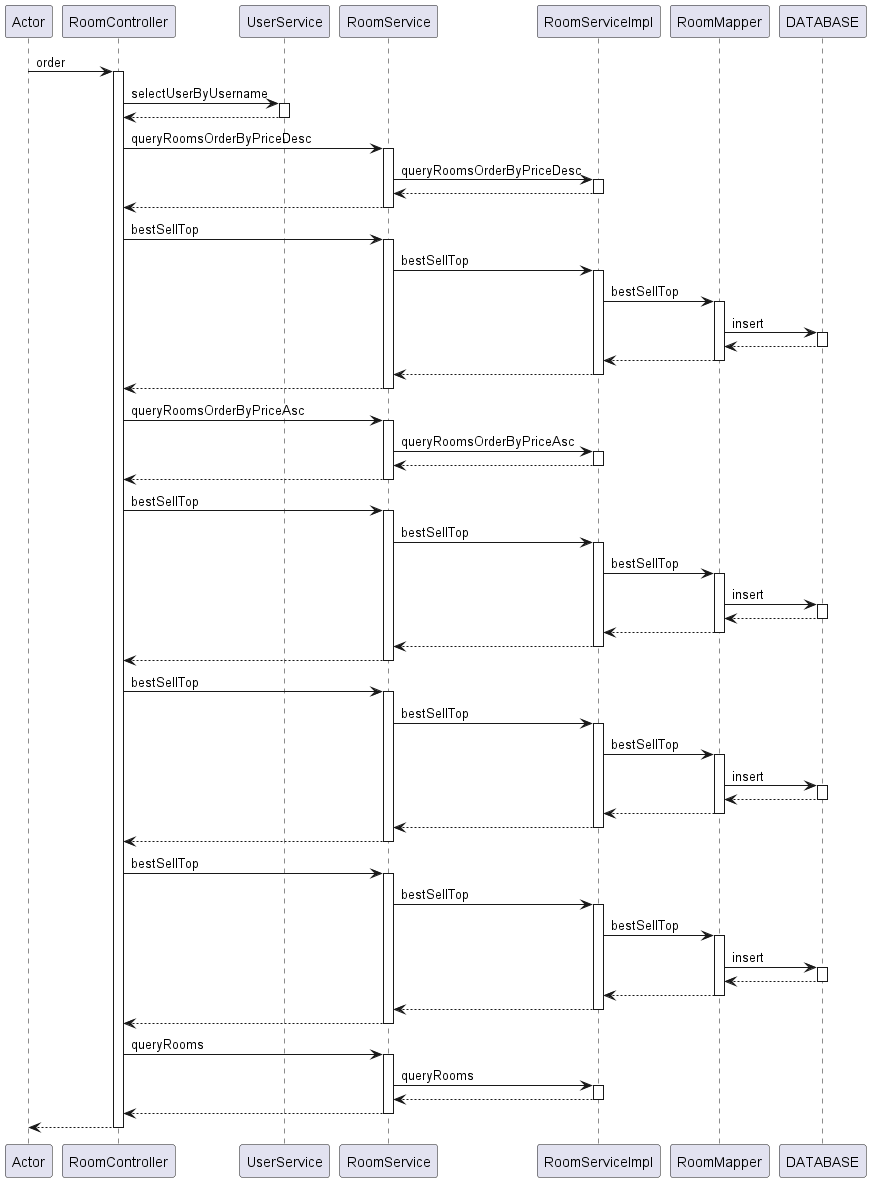 Actor RoomController UserService RoomService RoomServiceImpl RoomMapper DATABASE
order
selectUserByUsername
queryRoomsOrderByPriceDesc
queryRoomsOrderByPriceDesc
bestSellTop
bestSellTop
bestSellTop
insert
queryRoomsOrderByPriceAsc
queryRoomsOrderByPriceAsc
bestSellTop
bestSellTop
bestSellTop
insert
bestSellTop
bestSellTop
bestSellTop
insert
bestSellTop
bestSellTop
bestSellTop
insert
queryRooms
queryRooms
Actor RoomController UserService RoomService RoomServiceImpl RoomMapper DATABASE